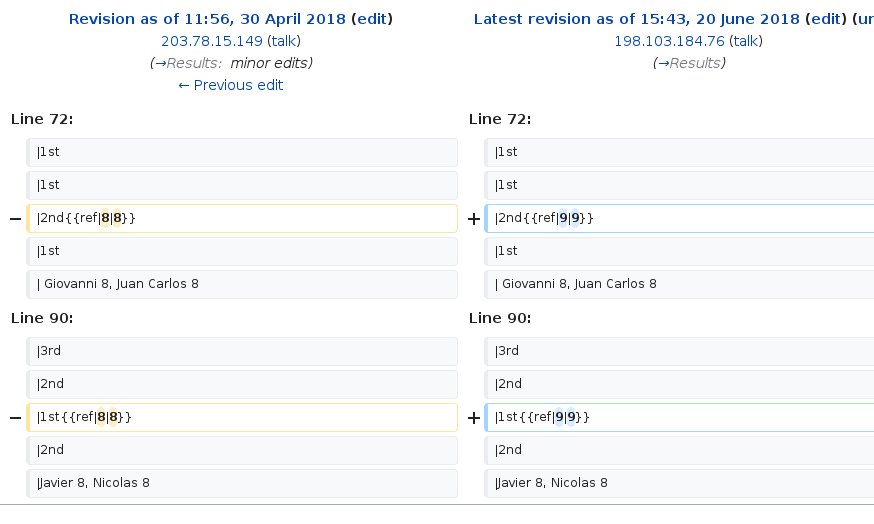 Revision as of 11:56, 30 April 2018 (edit)
203.78.15.149 (talk)
(→Results: minor edits)
← Previous edit
Latest revision as of 15:43, 20 June 2018 (edit) (ur
198.103.184.76 (talk)
(→Results)
Line 72:
Line 72:
|1st
|1st
|1st
|1st
− |2nd{{ref|8|8}}
+ |2nd{{ref|9|9}}
|1st
|1st
| Giovanni 8, Juan Carlos 8
| Giovanni 8, Juan Carlos 8
Line 90:
Line 90:
|3rd
|3rd
|2nd
|2nd
− |1st{{ref|8|8}}
+ |1st{{ref|9|9}}
|2nd
|2nd
|Javier 8, Nicolas 8
|Javier 8, Nicolas 8